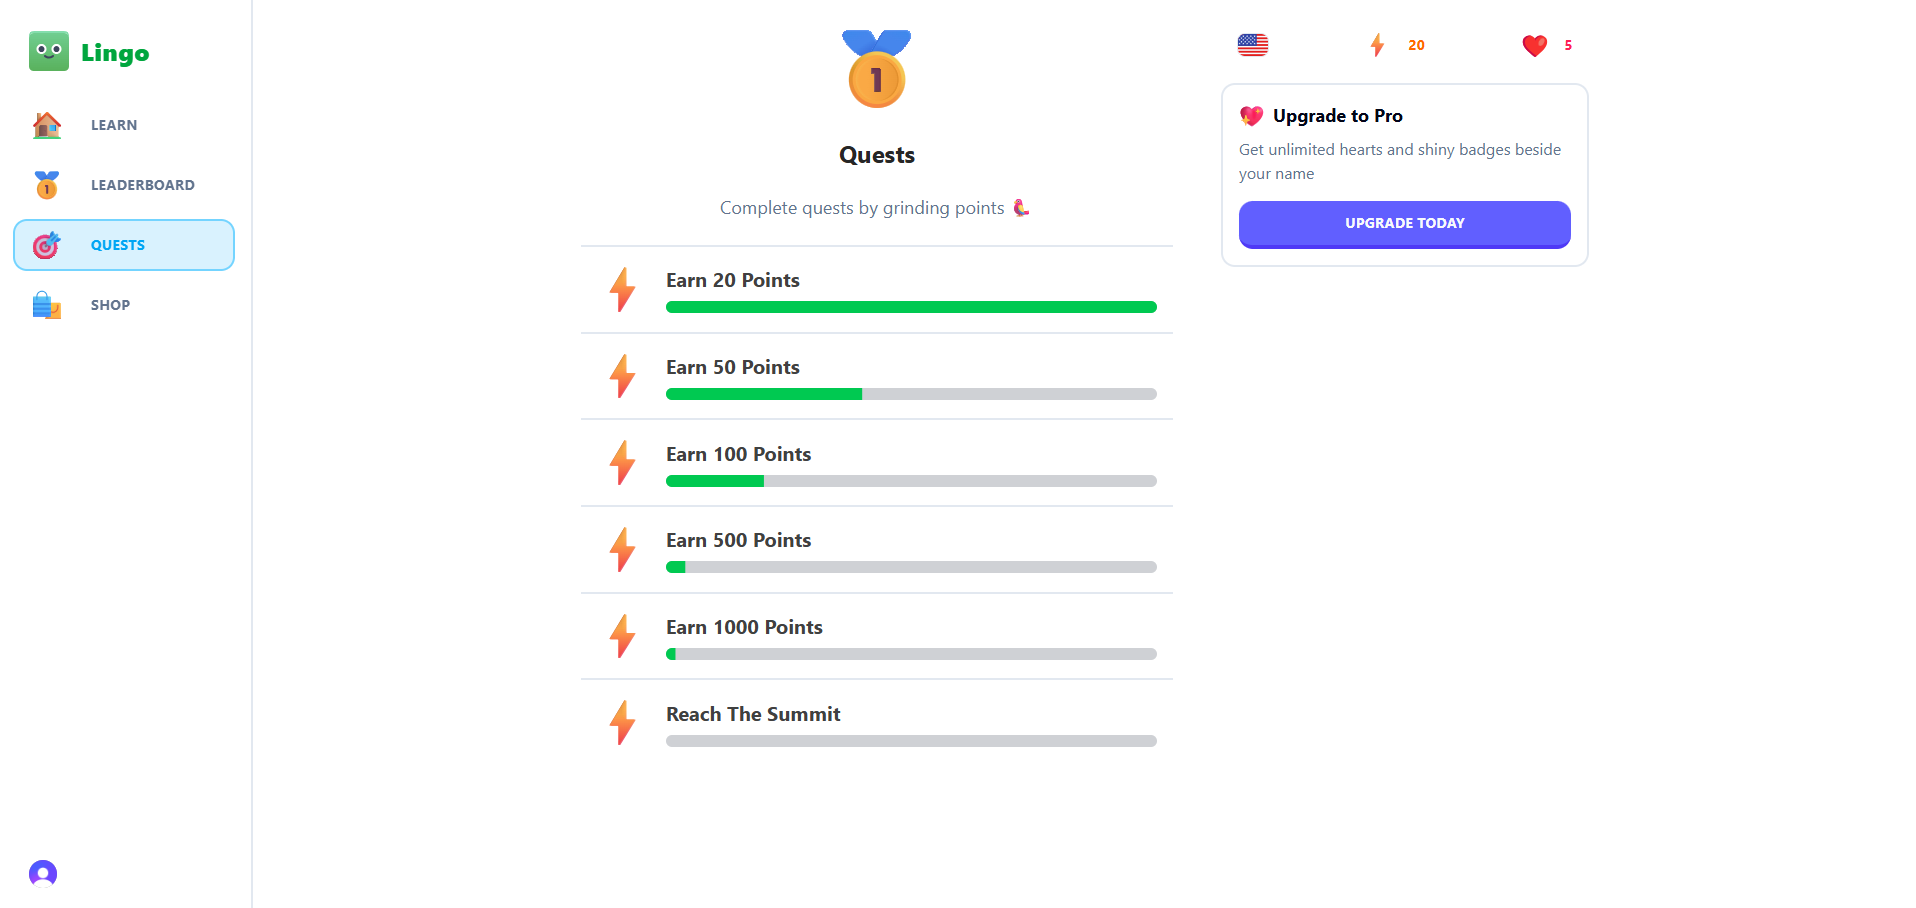 Lingo
LEARN
LEADERBOARD
QUESTS
SHOP
1
Quests
Complete quests by grinding points
Earn 20 Points
Earn 50 Points
Earn 100 Points
Earn 500 Points
Earn 1000 Points
Reach The Summit
20
5
Upgrade to Pro
Get unlimited hearts and shiny badges beside
your name
UPGRADE TODAY